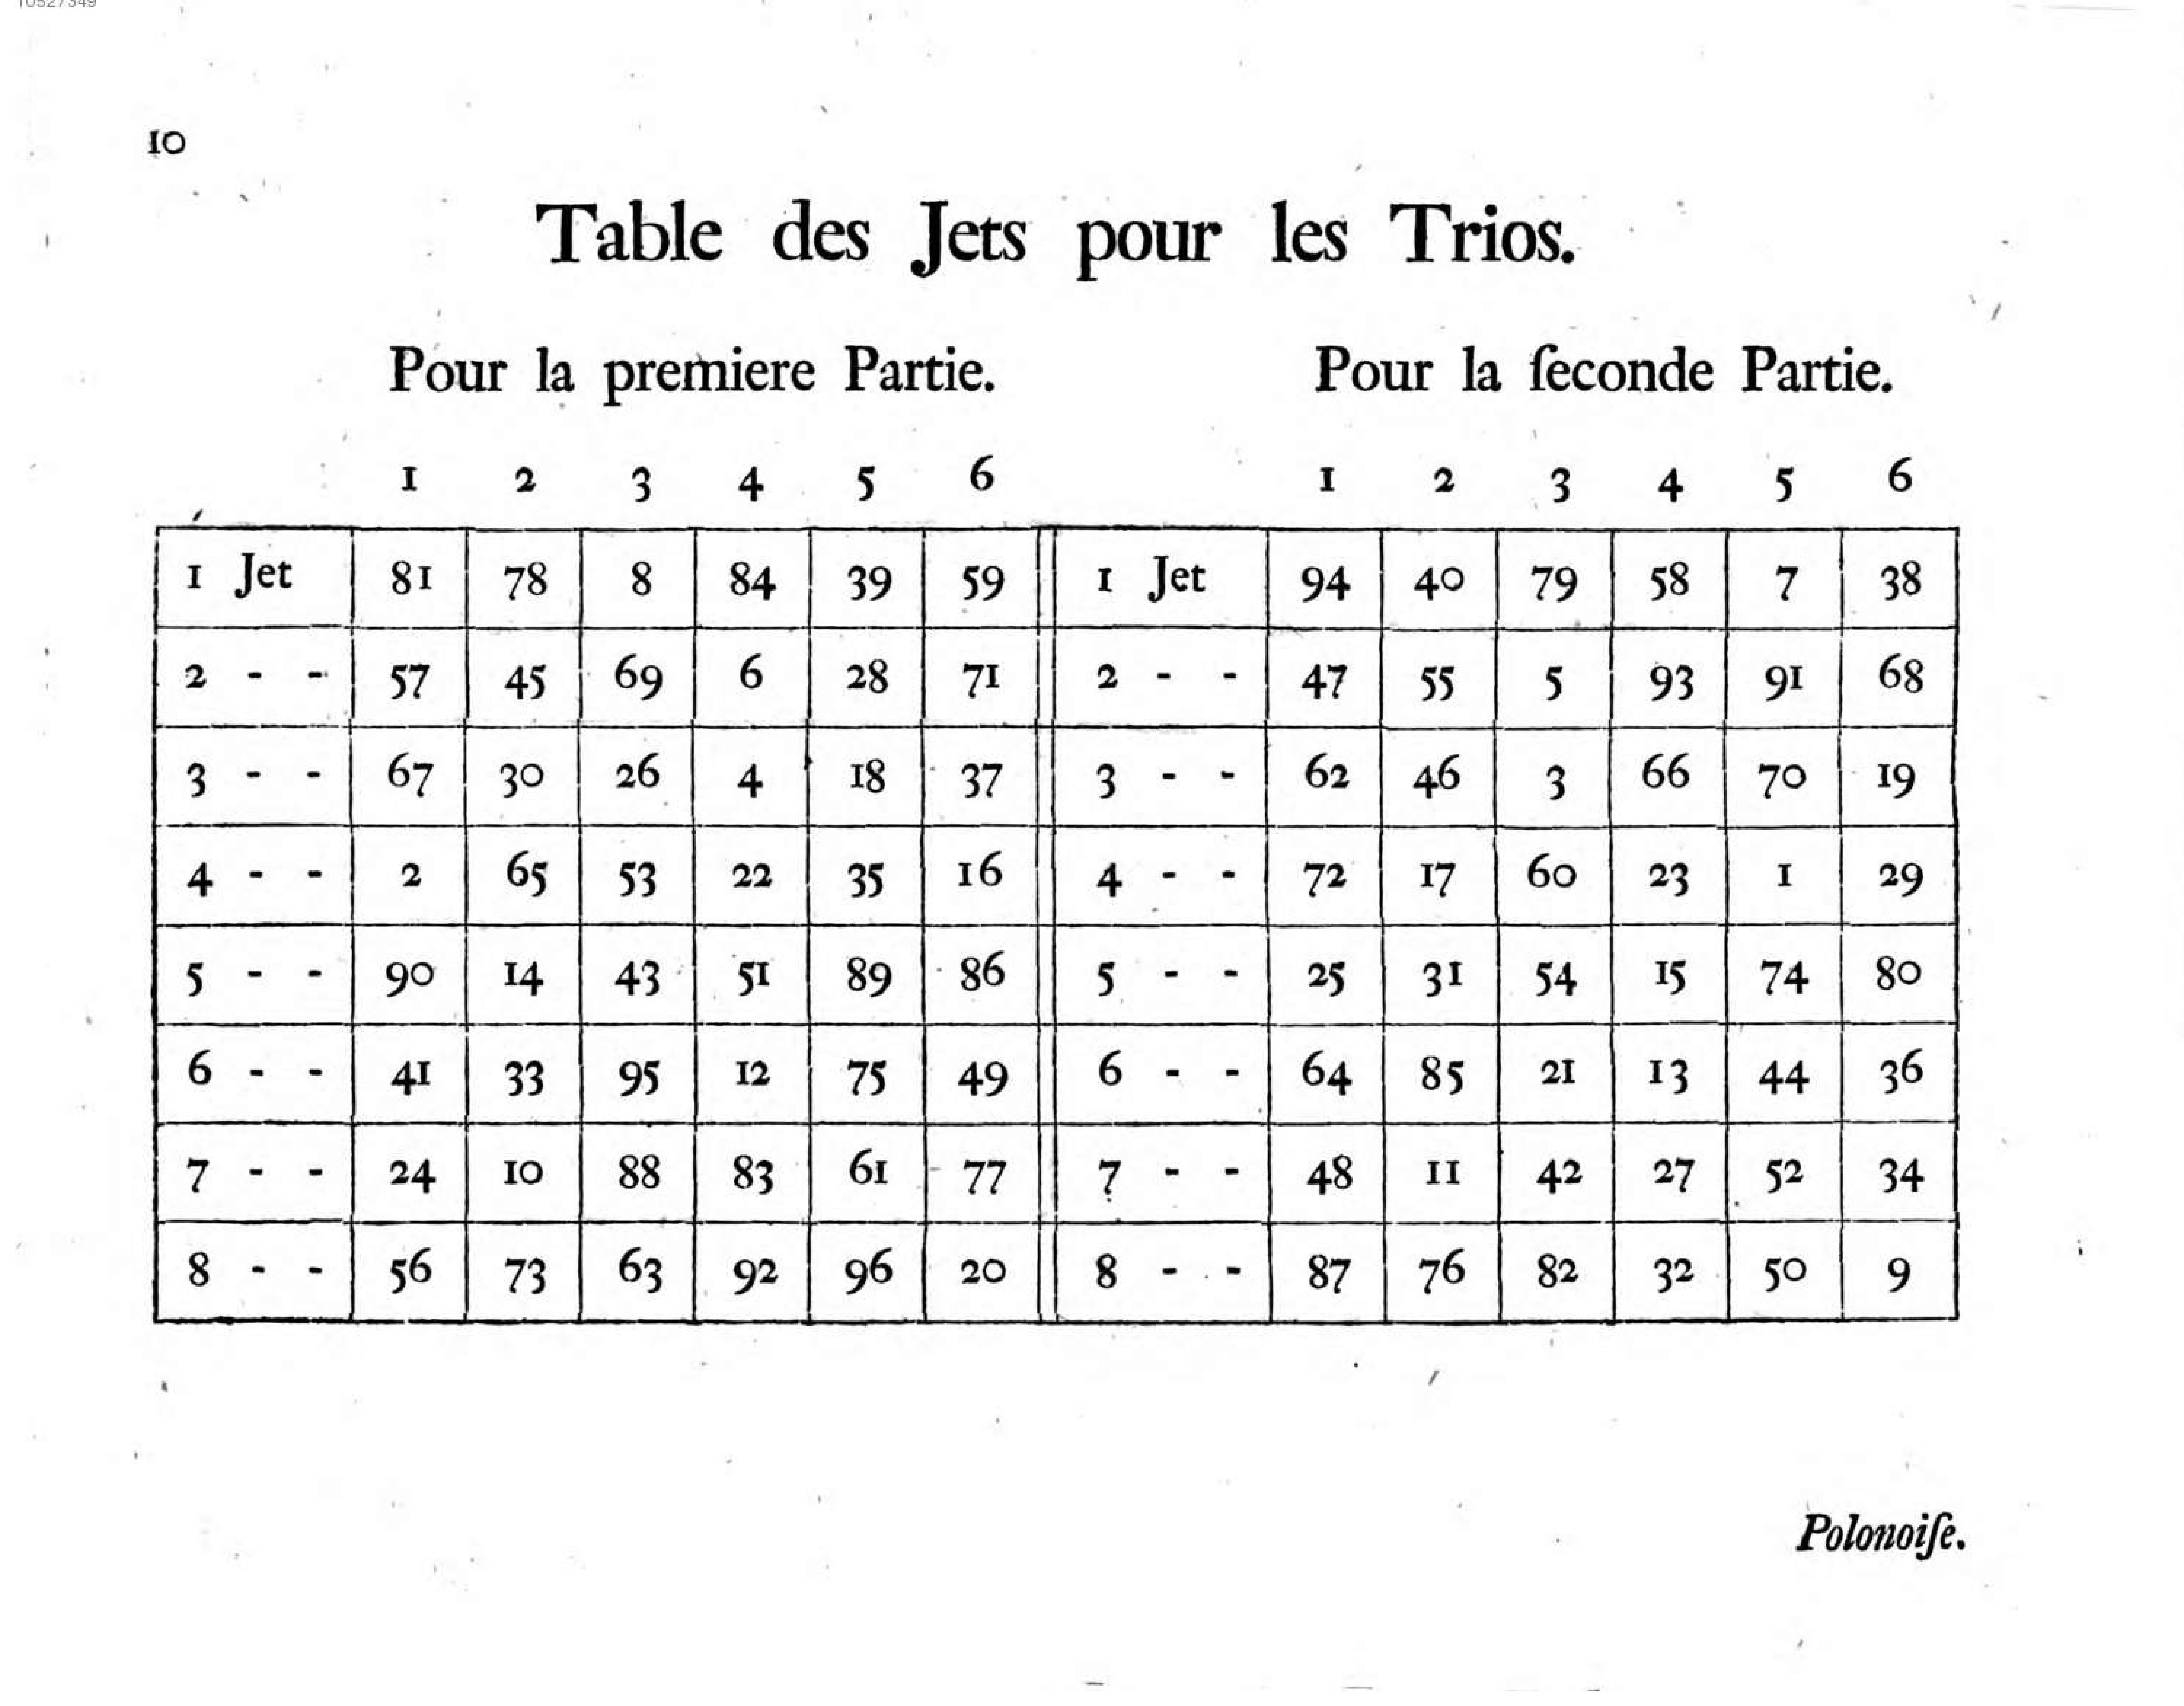 10
Table des Jets pour les Trios.
Pour la premiere Partie. Pour la ſeconde Partie.
1 2 3 4 5 6 1 2 3 4 5 6
1 Jet 81 78 8 84 39 59 1 Jet 94 40 79 58 7 38
2 - - 57 45 69 6 28 71 2 - - 47 55 5 93 91 68
3 - - 67 30 26 4 18 37 3 - - 62 46 3 66 70 19
4 - - 2 65 53 22 35 16 4 - - 72 17 60 23 1 29
5 - - 90 14 43 51 89 86 5 - - 25 31 54 15 74 80
6 - - 41 33 95 12 75 49 6 - - 64 85 21 13 44 36
7 - - 24 10 88 83 61 77 7 - - 48 11 42 27 52 34
8 - - 56 73 63 92 96 20 8 - - 87 76 82 32 50 9
Polonoiſe.